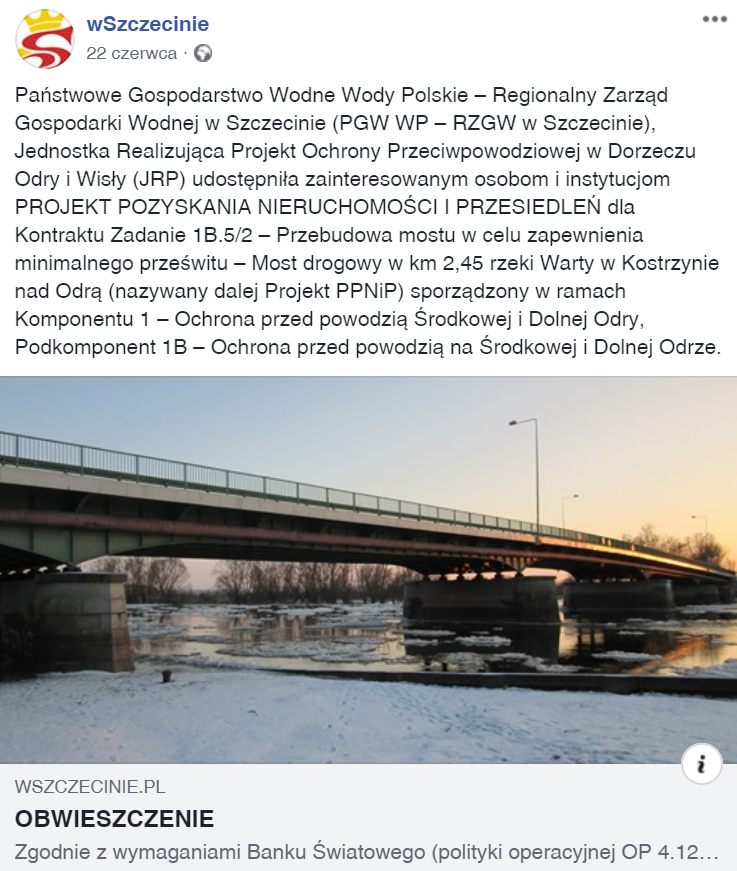 wSzczecinie
22 czerwca ·
Państwowe Gospodarstwo Wodne Wody Polskie – Regionalny Zarząd
Gospodarki Wodnej w Szczecinie (PGW WP – RZGW w Szczecinie),
Jednostka Realizująca Projekt Ochrony Przeciwpowodziowej w Dorzeczu
Odry i Wisły (JRP) udostępniła zainteresowanym osobom i instytucjom
PROJEKT POZYSKANIA NIERUCHOMOŚCI I PRZESIEDLEŃ dla
Kontraktu Zadanie 1B.5/2 – Przebudowa mostu w celu zapewnienia
minimalnego prześwitu – Most drogowy w km 2,45 rzeki Warty w Kostrzynie
nad Odrą (nazywany dalej Projekt PPNiP) sporządzony w ramach
Komponentu 1 – Ochrona przed powodzią Środkowej i Dolnej Odry,
Podkomponent 1B – Ochrona przed powodzią na Środkowej i Dolnej Odrze.
WSZCZECINIE.PL
OBWIESZCZENIE
Zgodnie z wymaganiami Banku Światowego (polityki operacyjnej OP 4.12…